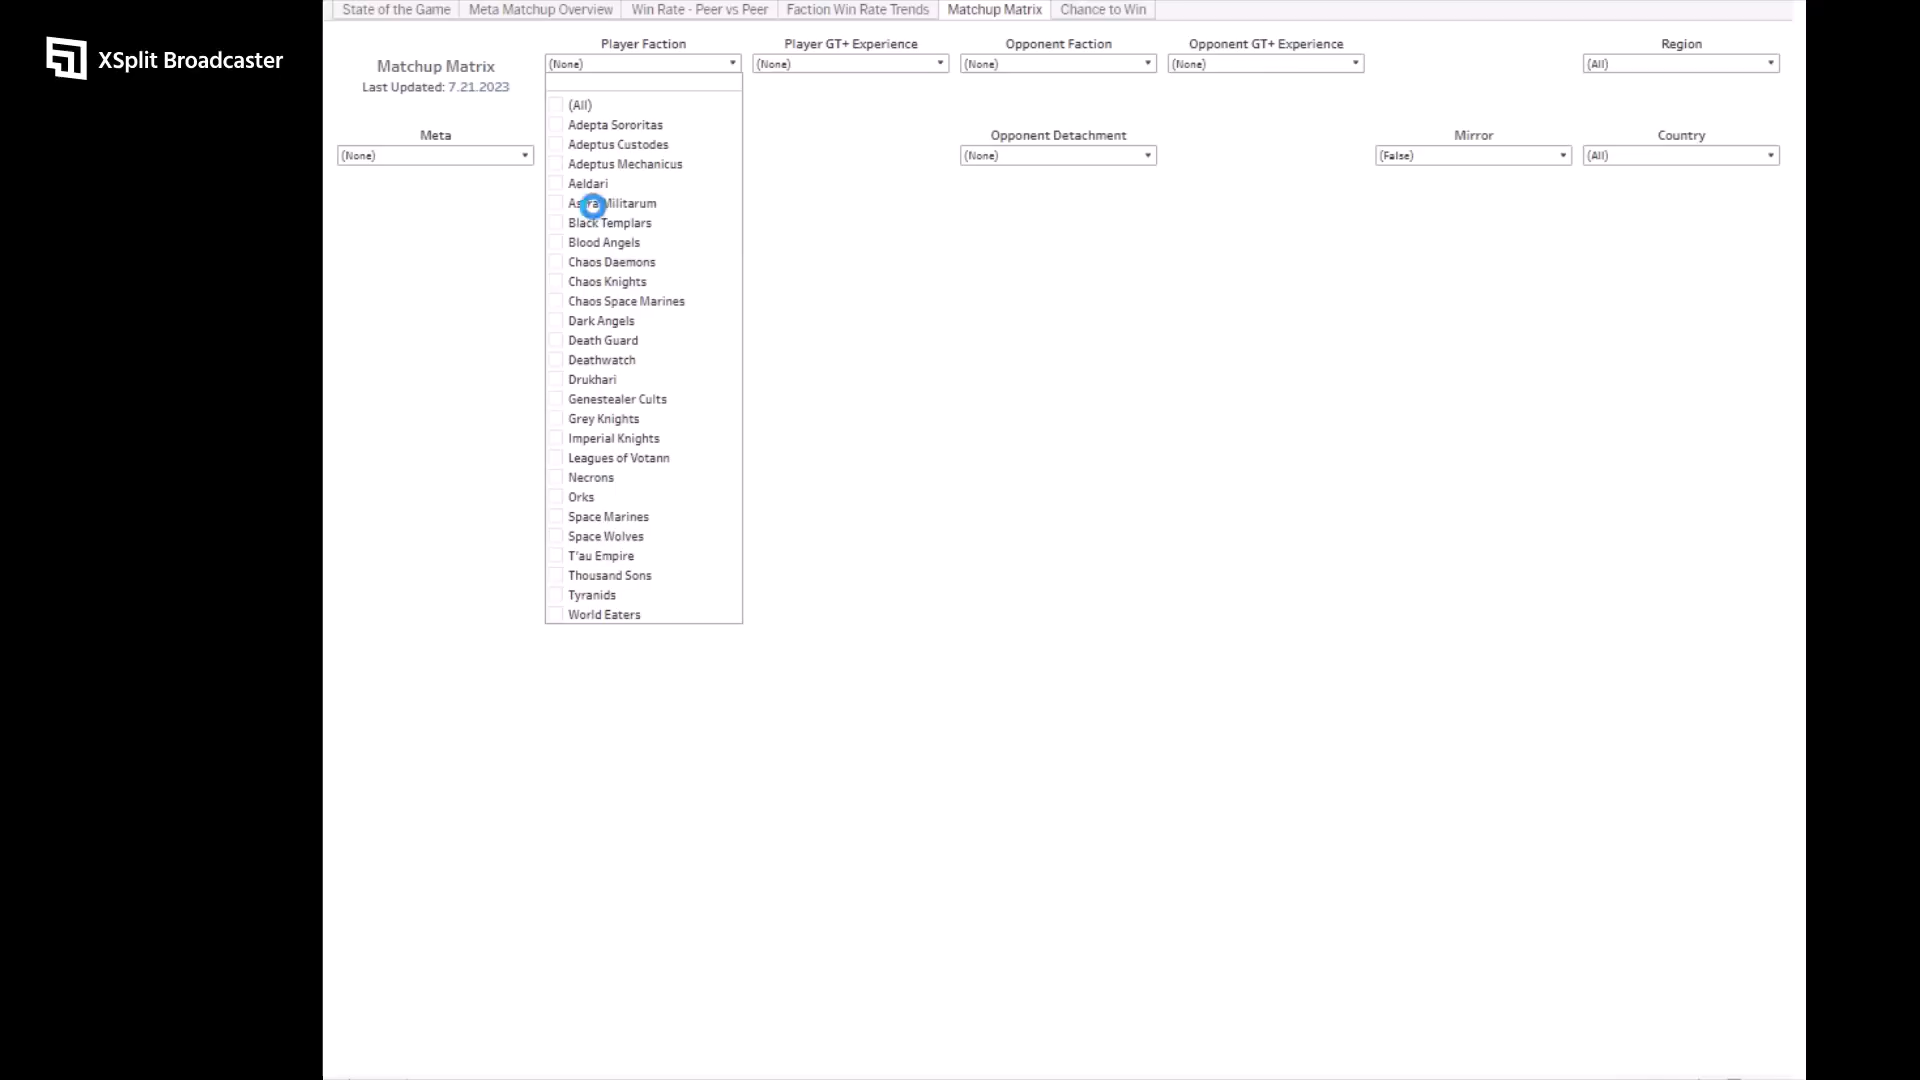 XSplit Broadcaster
State of the Game
Meta Matchup Overview
Win Rate - Peer vs Peer
Faction Win Rate Trends
Matchup Matrix
Chance to Win
Matchup Matrix
Last Updated: 7.21.2023
Player Faction
(None)
Player GT+ Experience
(None)
Opponent Faction
(None)
Opponent GT+ Experience
(None)
Region
(All)
Meta
(None)
Opponent Detachment
(None)
Mirror
(False)
Country
(All)
(All)
Adepta Sororitas
Adeptus Custodes
Adeptus Mechanicus
Aeldari
Astra Militarum
Black Templars
Blood Angels
Chaos Daemons
Chaos Knights
Chaos Space Marines
Dark Angels
Death Guard
Deathwatch
Drukhari
Genestealer Cults
Grey Knights
Imperial Knights
Leagues of Votann
Necrons
Orks
Space Marines
Space Wolves
T'au Empire
Thousand Sons
Tyranids
World Eaters